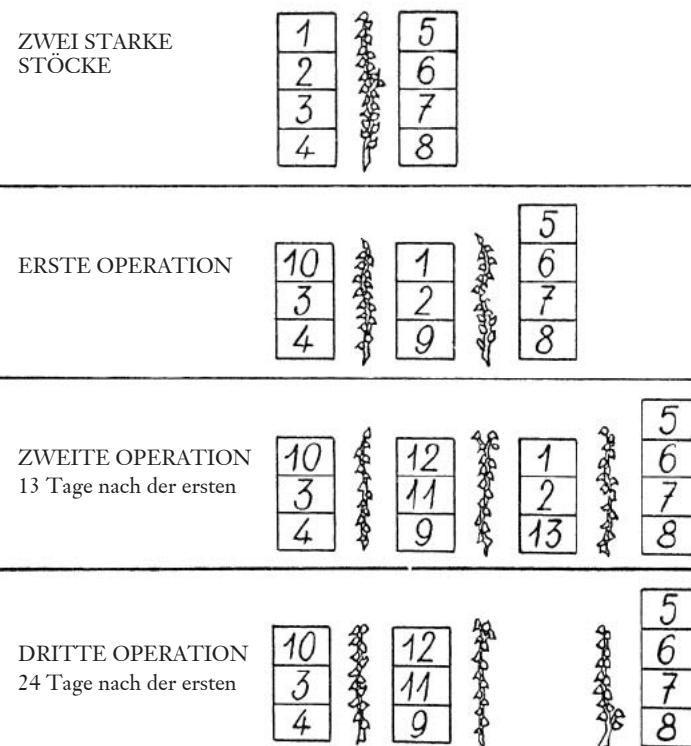 ZWEI STARKE
STÖCKE
1 5
2 6
3 7
4 8
5
ERSTE OPERATION 10 1 6
3 2 7
4 9 8
5
ZWEITE OPERATION 10 12 1 6
13 Tage nach der ersten 3 11 2 7
4 9 13 8
5
DRITTE OPERATION 10 12 6
24 Tage nach der ersten 3 11 7
4 9 8